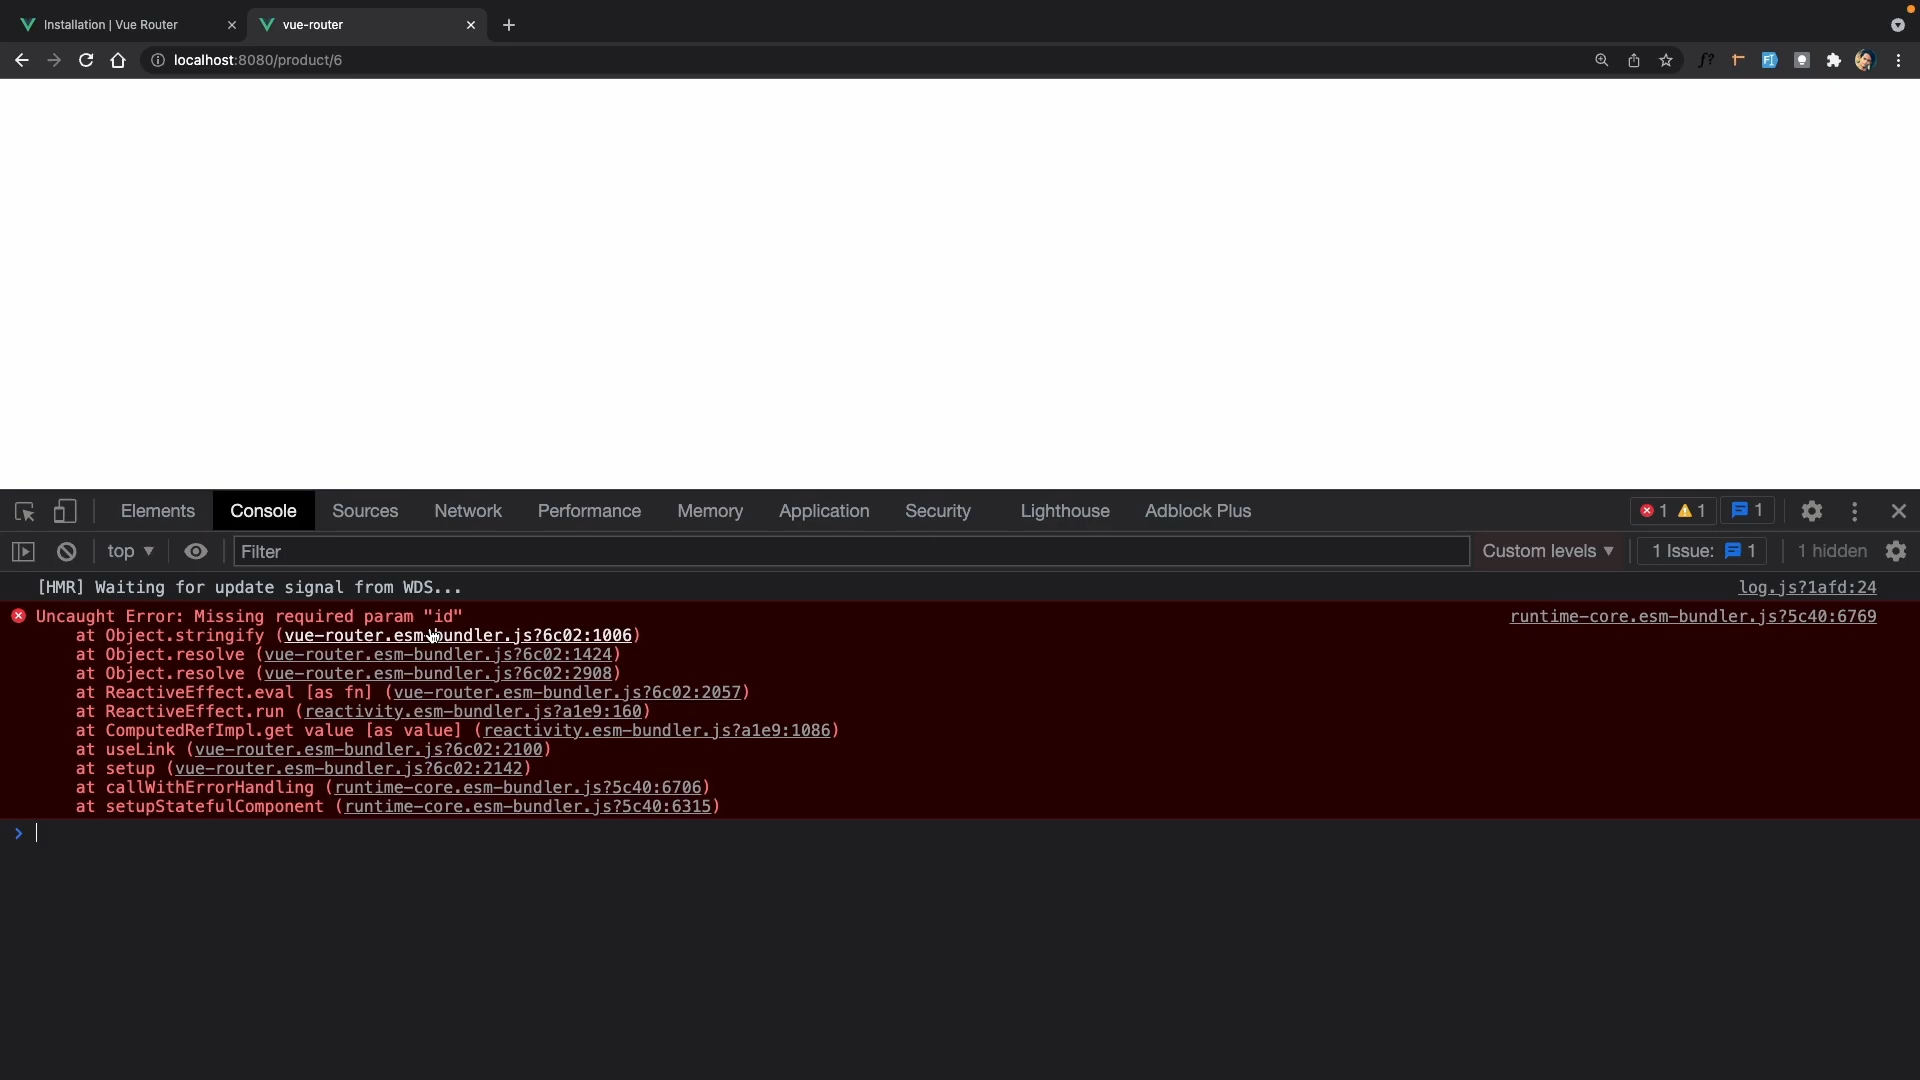 Installation | Vue Router
vue-router
localhost:8080/product/6
Elements Console Sources Network Performance Memory Application Security Lighthouse Adblock Plus 1 1 1
top Filter Custom levels 1 Issue: 1 1 hidden
[HMR] Waiting for update signal from WDS... log.js?1afd:24
Uncaught Error: Missing required param "id" runtime-core.esm-bundler.js?5c40:6769
at Object.stringify (vue-router.esm-bundler.js?6c02:1006)
at Object.resolve (vue-router.esm-bundler.js?6c02:1424)
at Object.resolve (vue-router.esm-bundler.js?6c02:2908)
at ReactiveEffect.eval [as fn] (vue-router.esm-bundler.js?6c02:2057)
at ReactiveEffect.run (reactivity.esm-bundler.js?a1e9:160)
at ComputedRefImpl.get value [as value] (reactivity.esm-bundler.js?a1e9:1086)
at useLink (vue-router.esm-bundler.js?6c02:2100)
at setup (vue-router.esm-bundler.js?6c02:2142)
at callWithErrorHandling (runtime-core.esm-bundler.js?5c40:6706)
at setupStatefulComponent (runtime-core.esm-bundler.js?5c40:6315)